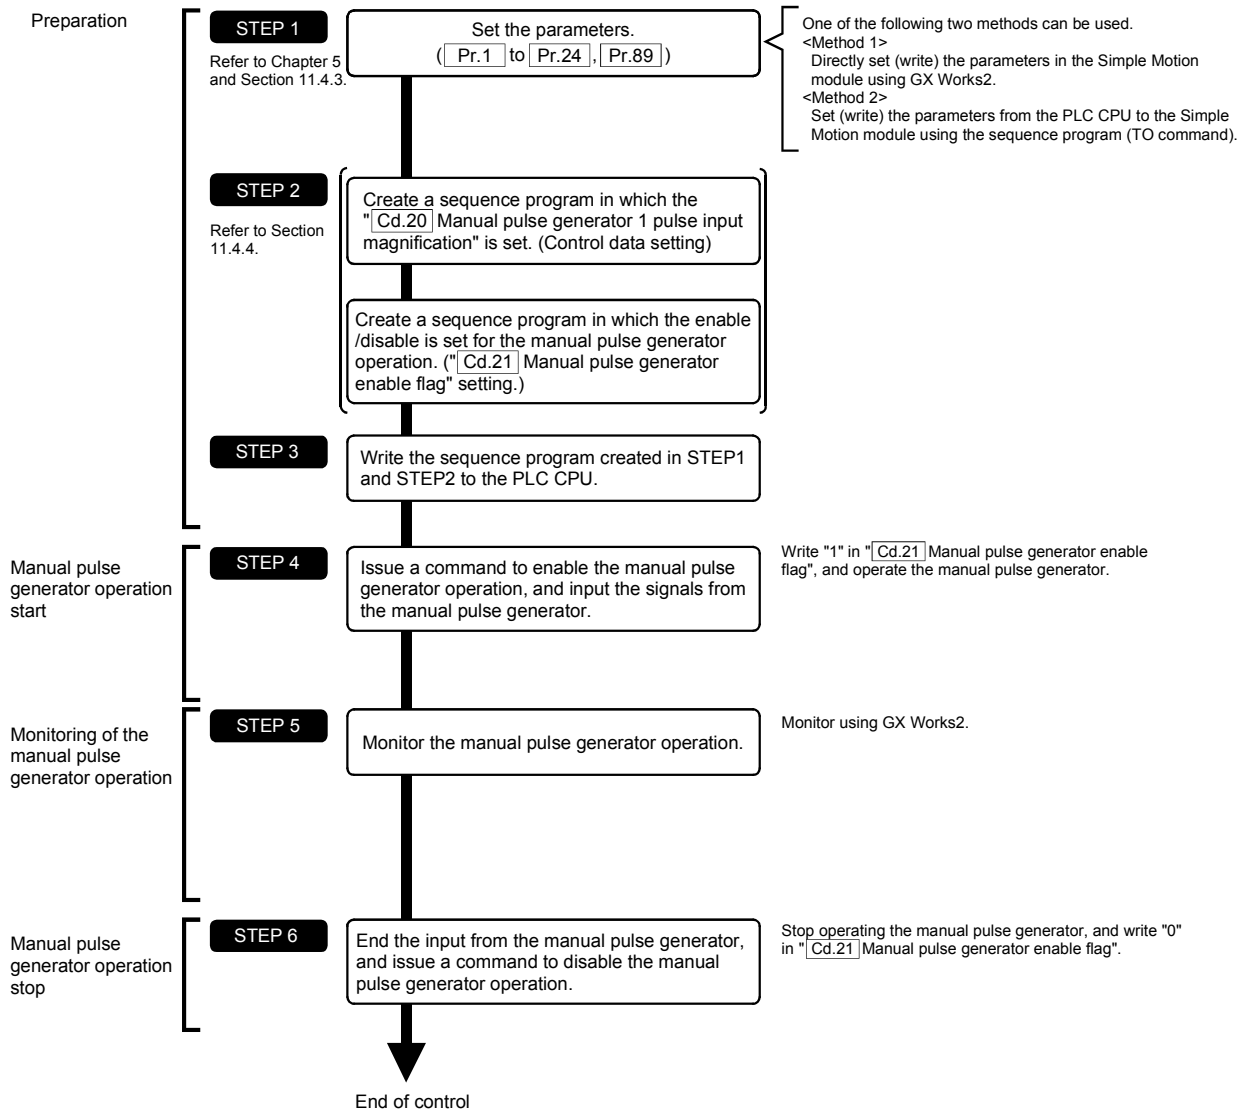 Preparation
STEP 1
Refer to Chapter 5
and Section 11.4.3.
Set the parameters.
( Pr.1 to Pr.24 , Pr.89 )
One of the following two methods can be used.
<Method 1>
Directly set (write) the parameters in the Simple Motion
module using GX Works2.
<Method 2>
Set (write) the parameters from the PLC CPU to the Simple
Motion module using the sequence program (TO command).
STEP 2
Refer to Section
11.4.4.
Create a sequence program in which the
" Cd.20 Manual pulse generator 1 pulse input
magnification" is set. (Control data setting)
Create a sequence program in which the enable
/disable is set for the manual pulse generator
operation. (" Cd.21 Manual pulse generator
enable flag" setting.)
STEP 3
Write the sequence program created in STEP1
and STEP2 to the PLC CPU.
Manual pulse
generator operation
start
STEP 4
Issue a command to enable the manual pulse
generator operation, and input the signals from
the manual pulse generator.
Write "1" in " Cd.21 Manual pulse generator enable
flag", and operate the manual pulse generator.
Monitoring of the
manual pulse
generator operation
STEP 5
Monitor the manual pulse generator operation.
Monitor using GX Works2.
Manual pulse
generator operation
stop
STEP 6
End the input from the manual pulse generator,
and issue a command to disable the manual
pulse generator operation.
Stop operating the manual pulse generator, and write "0"
in " Cd.21 Manual pulse generator enable flag".
End of control